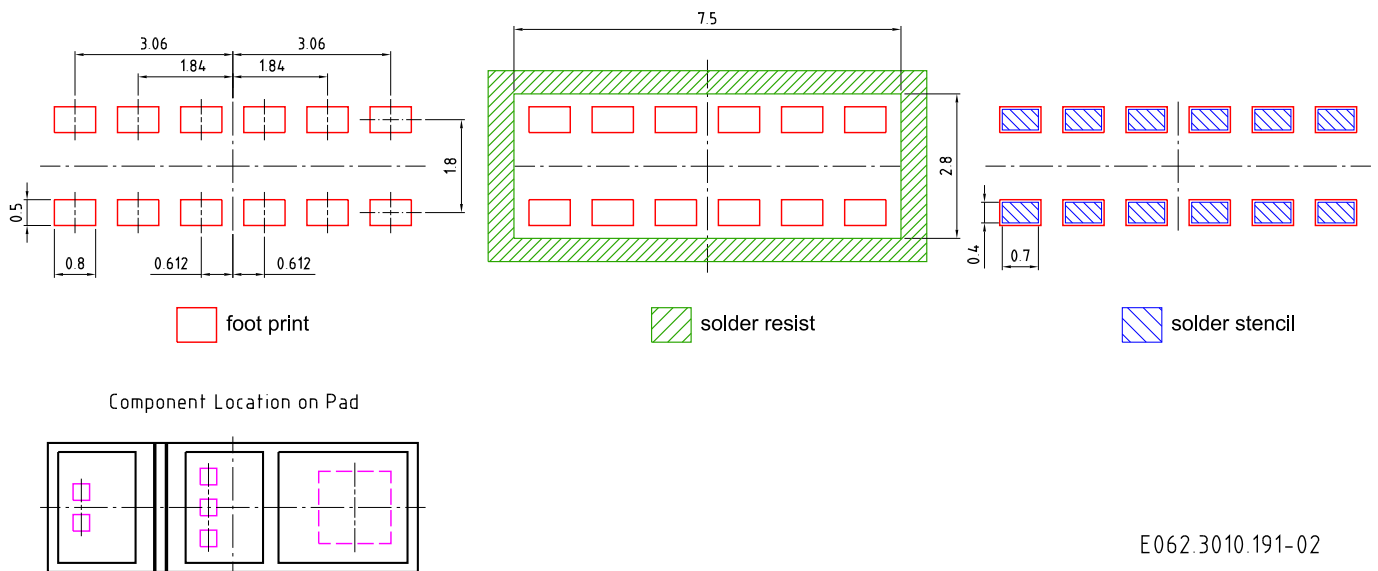 3.06 3.06
1.84 1.84
1.8
0.5
0.8 0.612 0.612
foot print
7.5
2.8
solder resist
0.4
0.7
solder stencil
Component Location on Pad
E062.3010.191-02